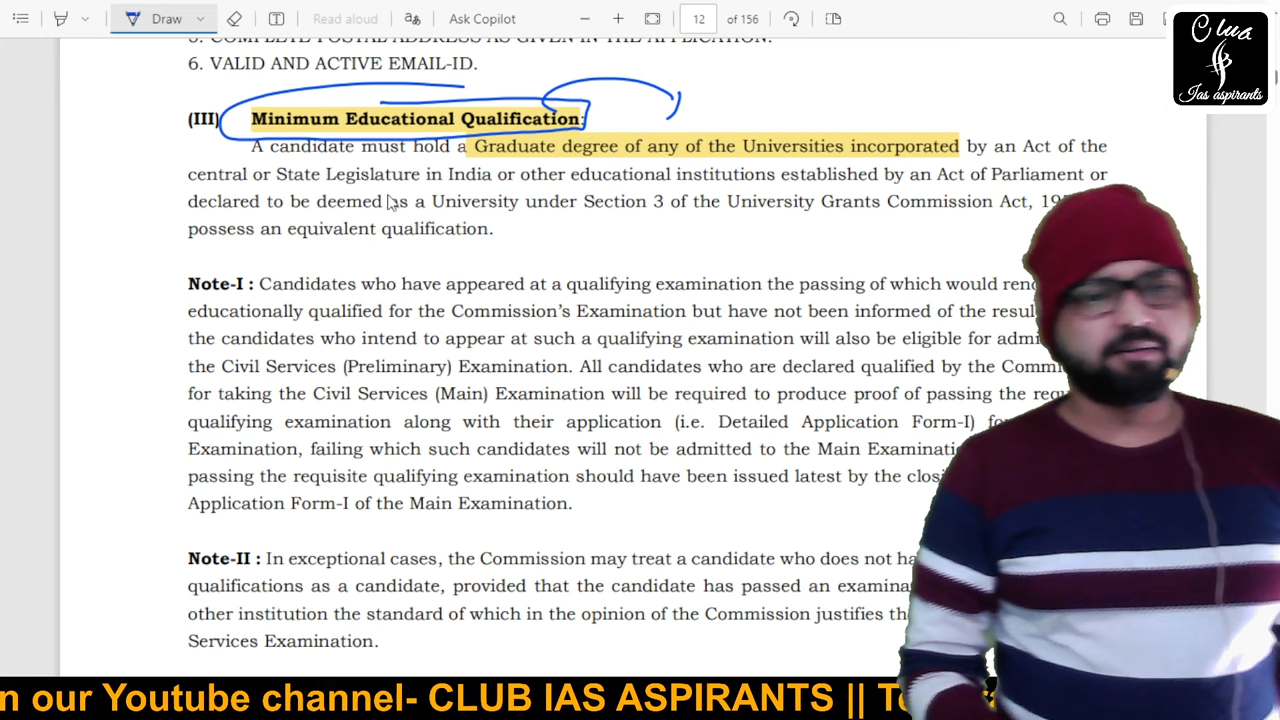 Draw
Read aloud
Ask Copilot
12 of 156
Clua
Ias aspirants
5. COMPLETE POSTAL ADDRESS AS GIVEN IN THE APPLICATION.
6. VALID AND ACTIVE EMAIL-ID.
(III) Minimum Educational Qualification:
A candidate must hold a Graduate degree of any of the Universities incorporated by an Act of the
central or State Legislature in India or other educational institutions established by an Act of Parliament or
declared to be deemed as a University under Section 3 of the University Grants Commission Act,
possess an equivalent qualification.
Note-I : Candidates who have appeared at a qualifying examination the passing of which would
educationally qualified for the Commission’s Examination but have not been informed of the
the candidates who intend to appear at such a qualifying examination will also be eligible for
the Civil Services (Preliminary) Examination. All candidates who are declared qualified by the
for taking the Civil Services (Main) Examination will be required to produce proof of passing the
qualifying examination along with their application (i.e. Detailed Application Form-I)
Examination, failing which such candidates will not be admitted to the Main
passing the requisite qualifying examination should have been issued latest by the
Application Form-I of the Main Examination.
Note-II : In exceptional cases, the Commission may treat a candidate who does not
qualifications as a candidate, provided that the candidate has passed an
other institution the standard of which in the opinion of the Commission justifies
Services Examination.
n our Youtube channel- CLUB IAS ASPIRANTS ||